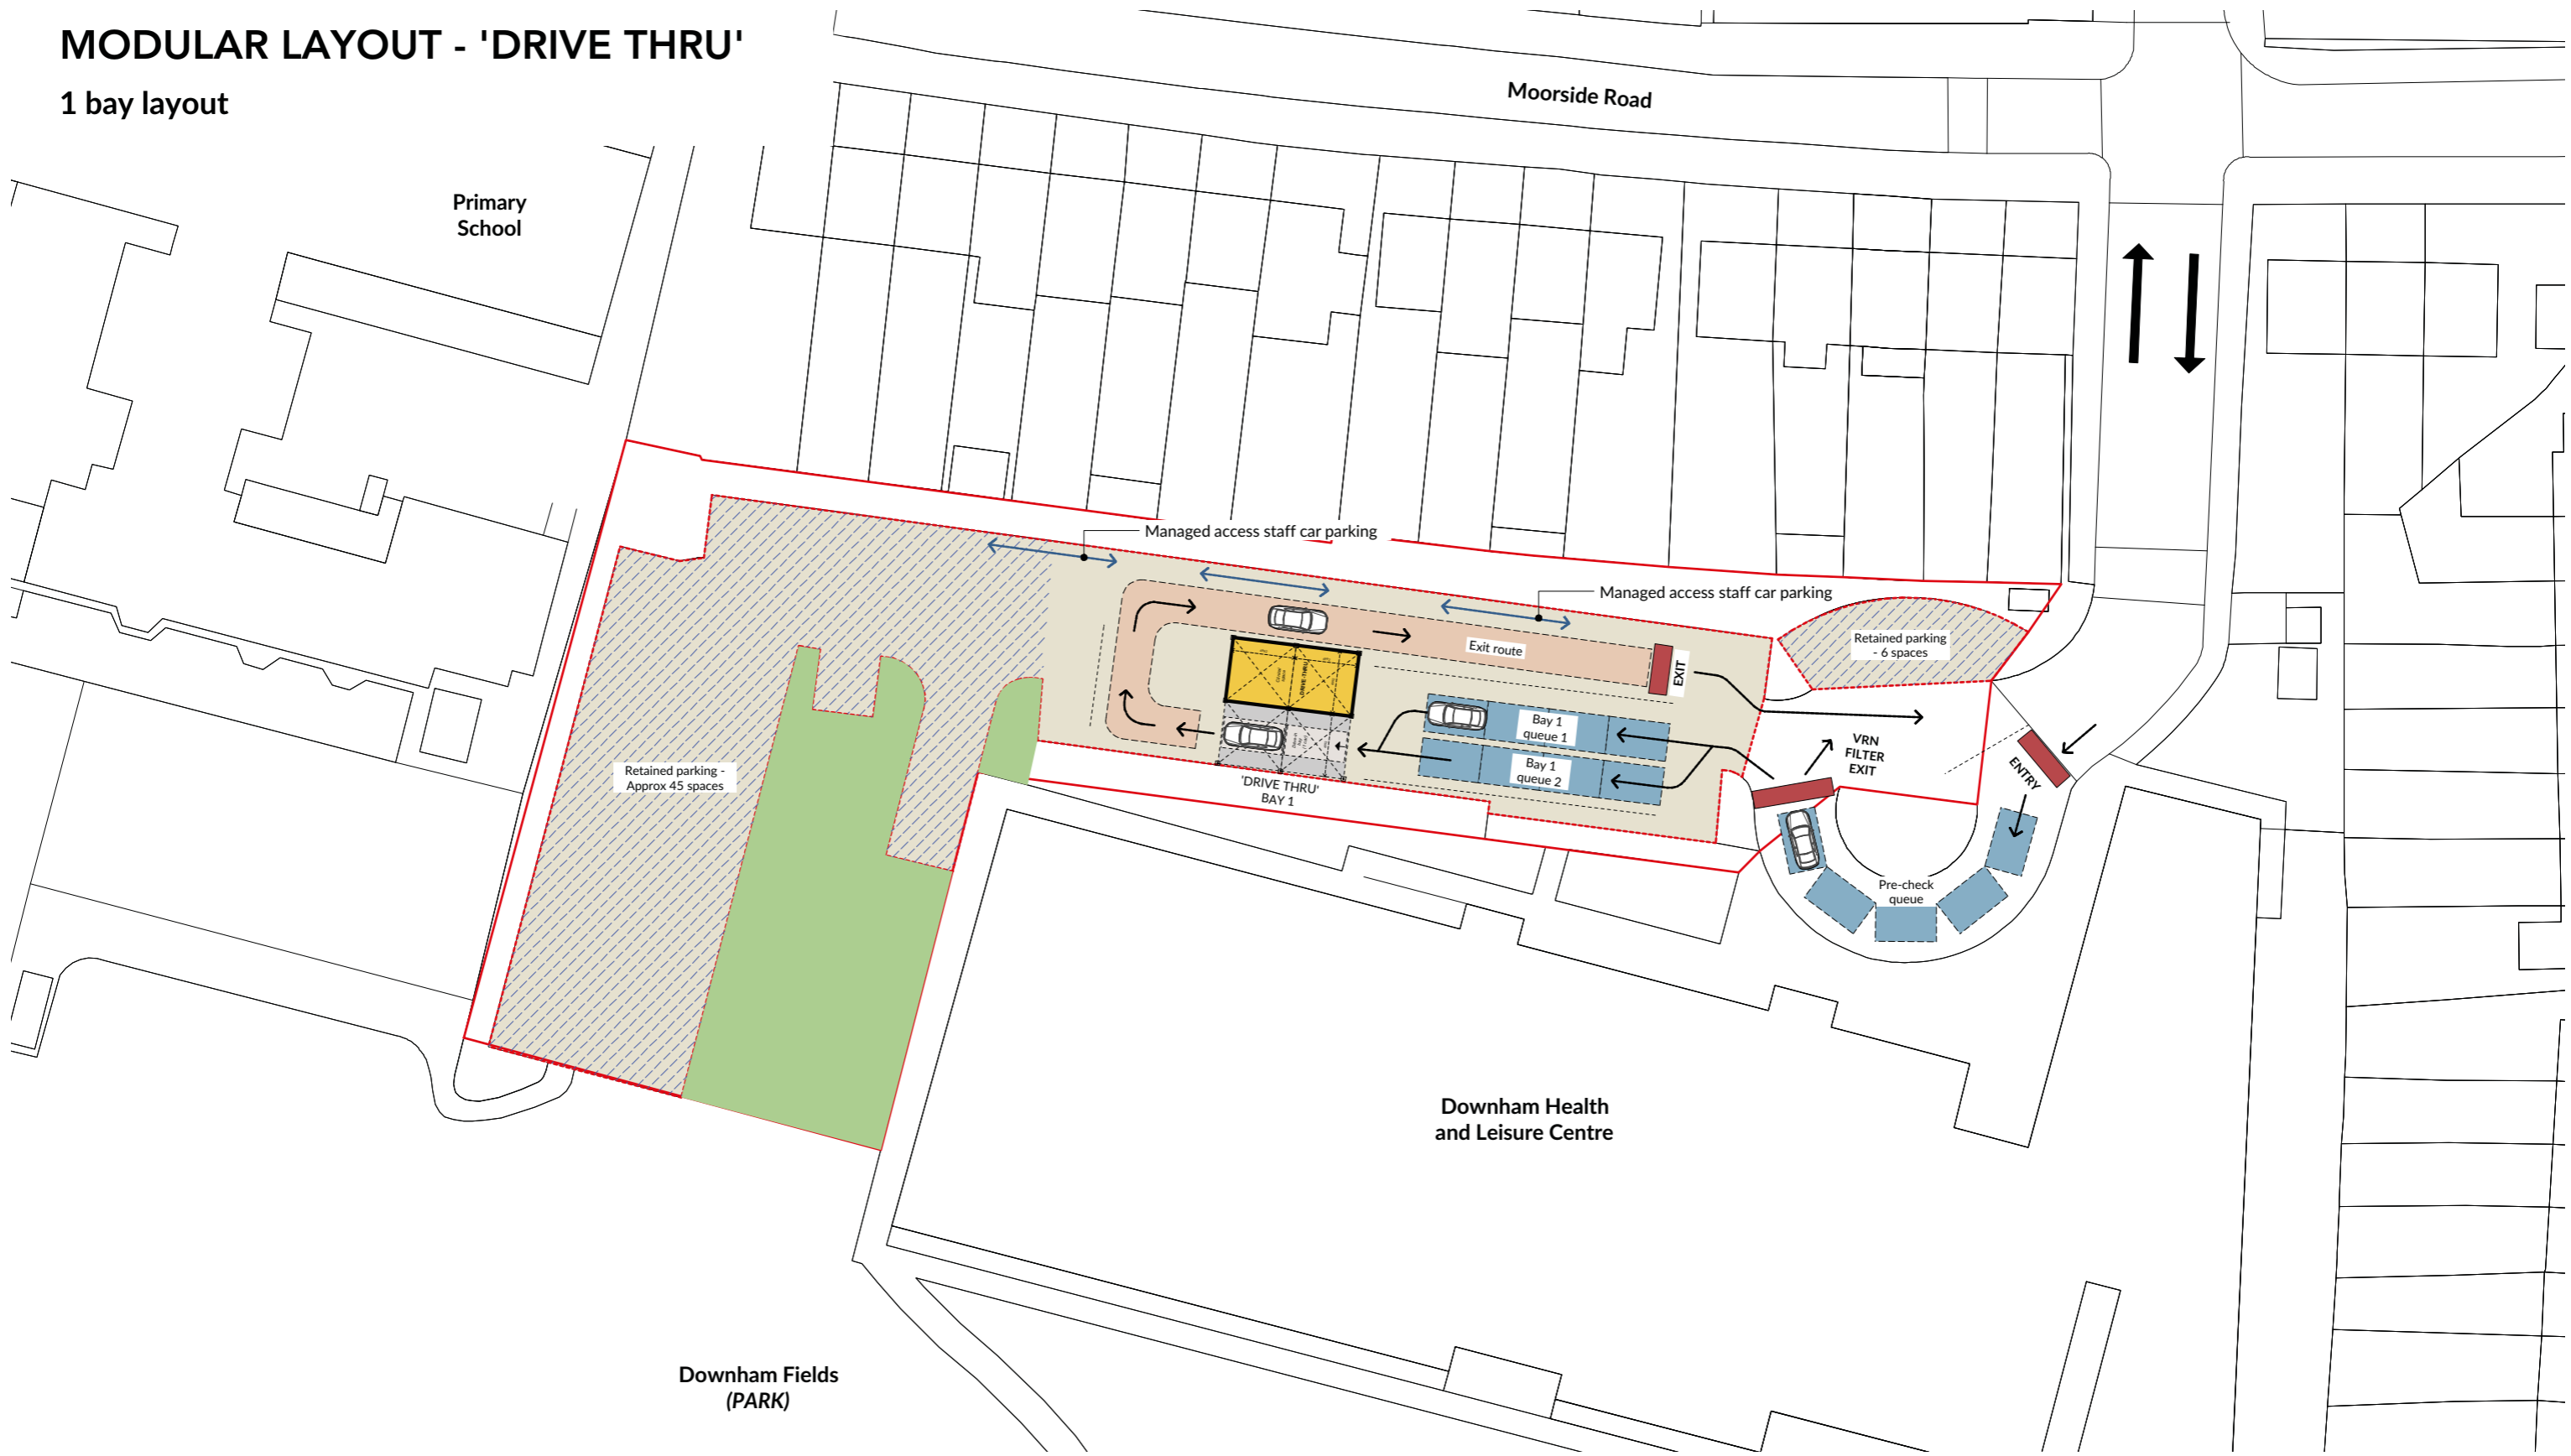 MODULAR LAYOUT - 'DRIVE THRU'
1 bay layout
Moorside Road
Primary
School
Managed access staff car parking
Managed access staff car parking
Retained parking
- 6 spaces
Exit route
EXIT
Bay 1
queue 1
Bay 1
queue 2
VRN
FILTER
EXIT
ENTRY
Retained parking -
Approx 45 spaces
'DRIVE THRU'
BAY 1
Pre-check
queue
Downham Health
and Leisure Centre
Downham Fields
(PARK)